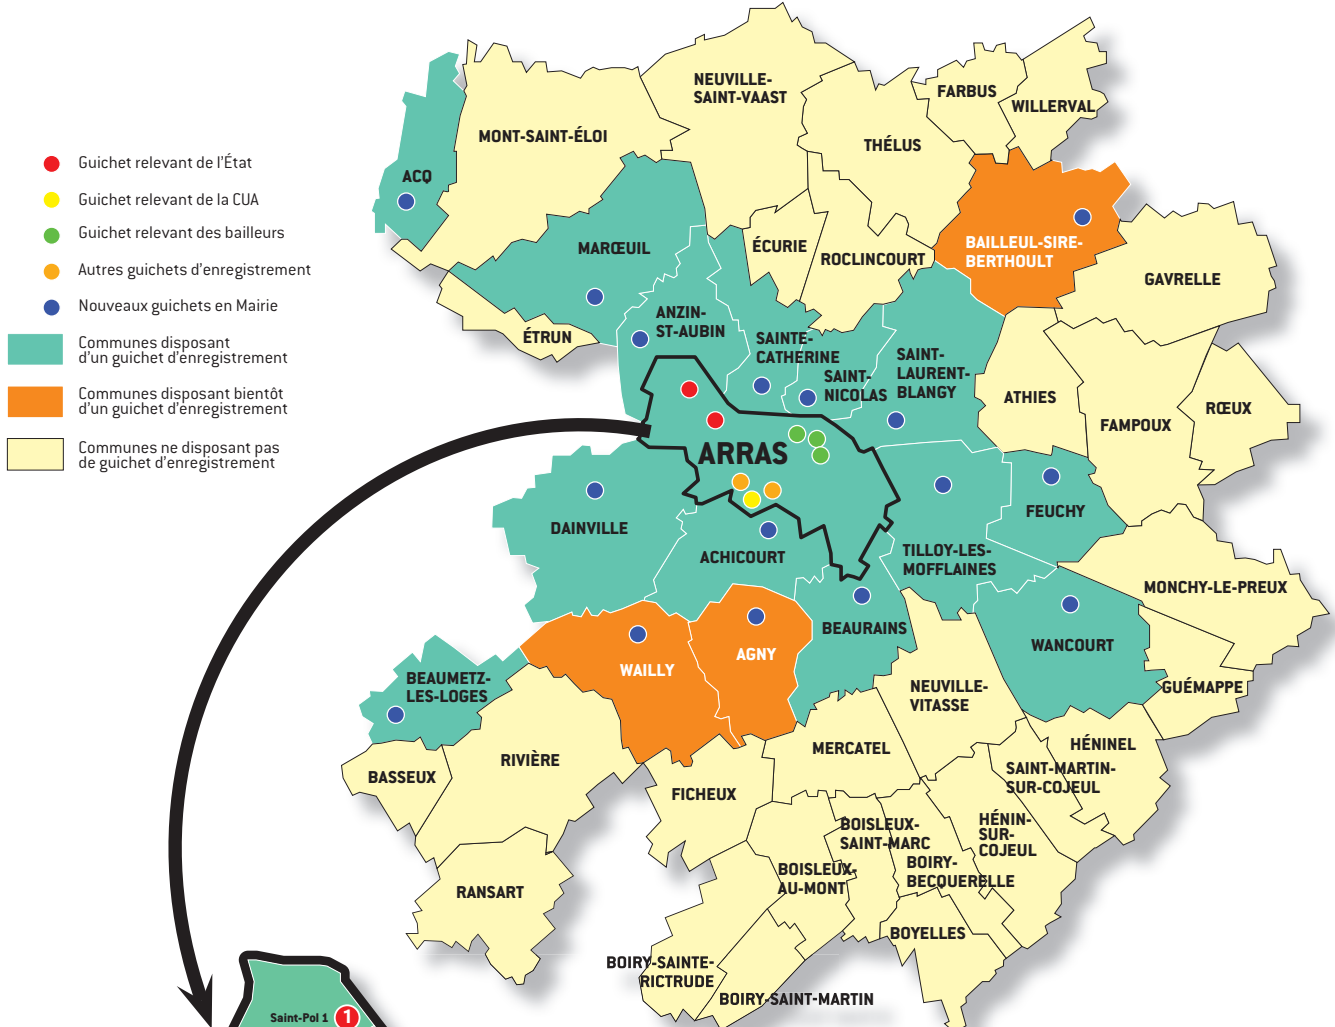 Guichet relevant de l'État
Guichet relevant de la CUA
Guichet relevant des bailleurs
Autres guichets d'enregistrement
Nouveaux guichets en Mairie
Communes disposant
d'un guichet d'enregistrement
Communes disposant bientôt
d'un guichet d'enregistrement
Communes ne disposant pas
de guichet d'enregistrement
NEUVILLE-
SAINT-VAAST
FARBUS
WILLERVAL
MONT-SAINT-ÉLOI
THÉLUS
ACQ
MARŒUIL
ÉCURIE
ROCLINCOURT
BAILLEUL-SIRE-
BERTHOULT
GAVRELLE
ÉTRUN
ANZIN-
ST-AUBIN
SAINTE-
CATHERINE
SAINT-
NICOLAS
SAINT-
LAURENT-
BLANGY
ATHIES
FAMPOUX
RŒUX
ARRAS
DAINVILLE
ACHICOURT
TILLOY-LES-
MOFFLAINES
FEUCHY
MONCHY-LE-PREUX
BEAURAINS
WANCOURT
GUÉMAPPE
WAILLY
AGNY
BEAUMETZ-
LES-LOGES
NEUVILLE-
VITASSE
BASSEUX
RIVIÈRE
MERCATEL
HÉNINEL
SAINT-MARTIN-
SUR-COJEUL
FICHEUX
BOISLEUX-
SAINT-MARC
HÉNIN-
SUR-
COJEUL
BOISLEUX-
AU-MONT
BOIRY-
BECQUERELLE
RANSART
BOYELLES
BOIRY-SAINTE-
RICTRUDE
BOIRY-SAINT-MARTIN
Saint-Pol 1
1